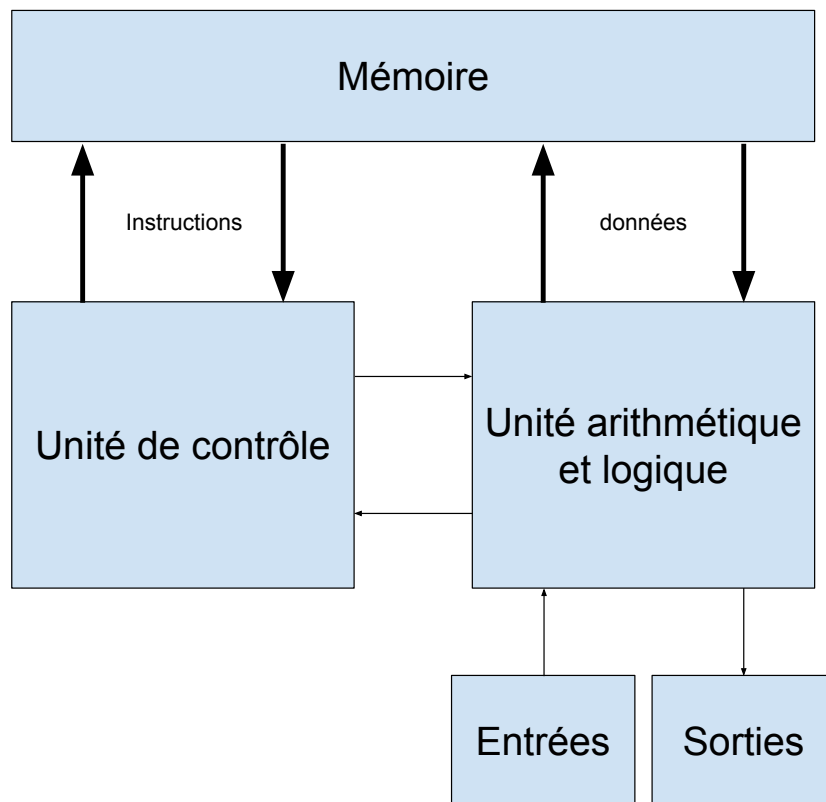 Mémoire
Instructions
données
Unité de contrôle
Unité arithmétique
et logique
Entrées
Sorties